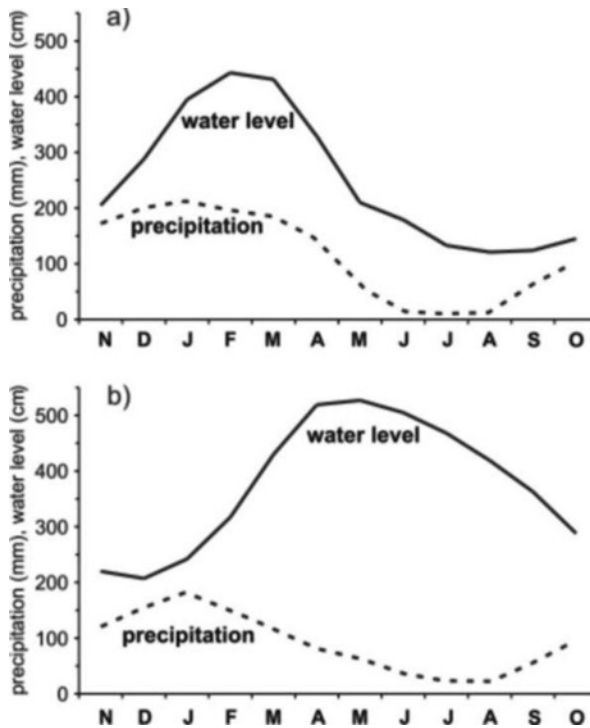 a)
precipitation (mm), water level (cm)
500
400
300
200
100
0
water level
precipitation
N D J F M A M J J A S O
b)
precipitation (mm), water level (cm)
500
400
300
200
100
0
water level
precipitation
N D J F M A M J J A S O